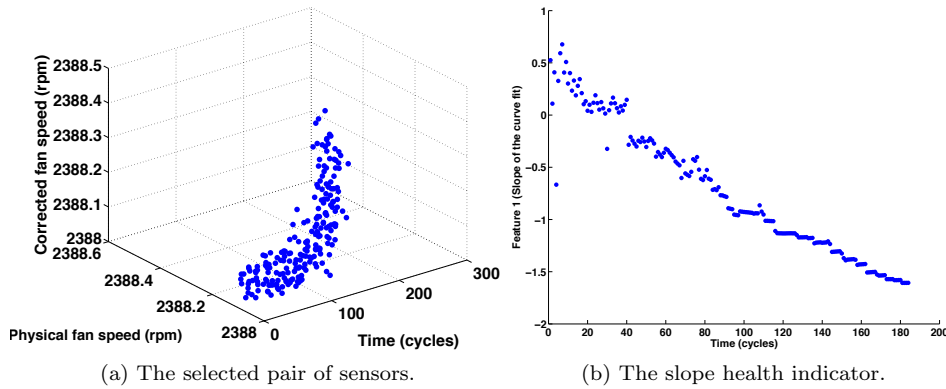 2388.5
2388.4
2388.3
2388.2
2388.1
2388
2388.6
2388.4
2388.2
2388
0
100
200
300
Corrected fan speed (rpm)
Physical fan speed (rpm)
Time (cycles)
(a) The selected pair of sensors.
1
0.5
0
−0.5
−1
−1.5
−2
0 20 40 60 80 100 120 140 160 180 200
Feature 1 (Slope of the curve fit)
Time (cycles)
(b) The slope health indicator.